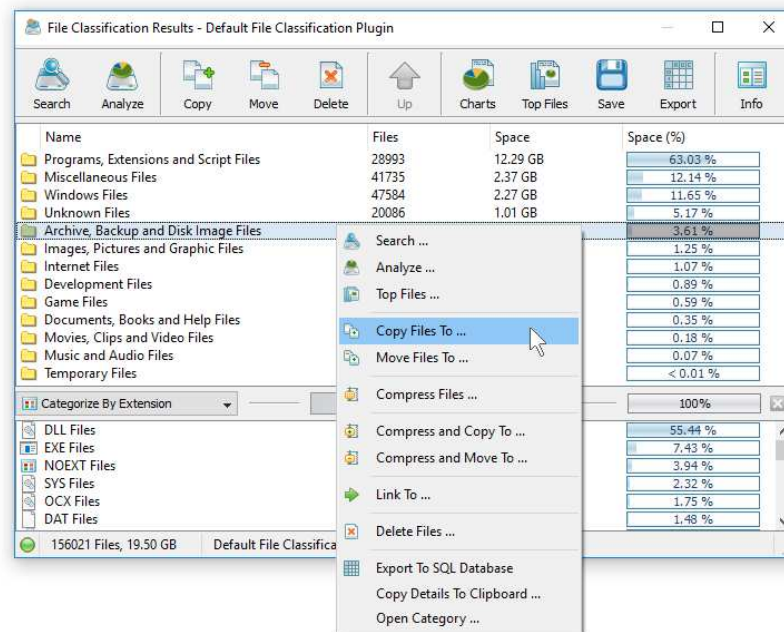 File Classification Results - Default File Classification Plugin
Search Analyze Copy Move Delete Up Charts Top Files Save Export Info
Name Files Space Space (%)
Programs, Extensions and Script Files 28993 12.29 GB 63.03 %
Miscellaneous Files 41735 2.37 GB 12.14 %
Windows Files 47584 2.27 GB 11.65 %
Unknown Files 20086 1.01 GB 5.17 %
Archive, Backup and Disk Image Files 3.61 %
Images, Pictures and Graphic Files 1.25 %
Internet Files 1.07 %
Development Files 0.89 %
Game Files 0.59 %
Documents, Books and Help Files 0.35 %
Movies, Clips and Video Files 0.18 %
Music and Audio Files 0.07 %
Temporary Files < 0.01 %
Search ...
Analyze ...
Top Files ...
Copy Files To ...
Move Files To ...
Compress Files ...
Compress and Copy To ...
Compress and Move To ...
Link To ...
Delete Files ...
Export To SQL Database
Copy Details To Clipboard ...
Open Category ...
Categorize By Extension 100%
DLL Files 55.44 %
EXE Files 7.43 %
NOEXT Files 3.94 %
SYS Files 2.32 %
OCX Files 1.75 %
DAT Files 1.48 %
156021 Files, 19.50 GB Default File Classifica